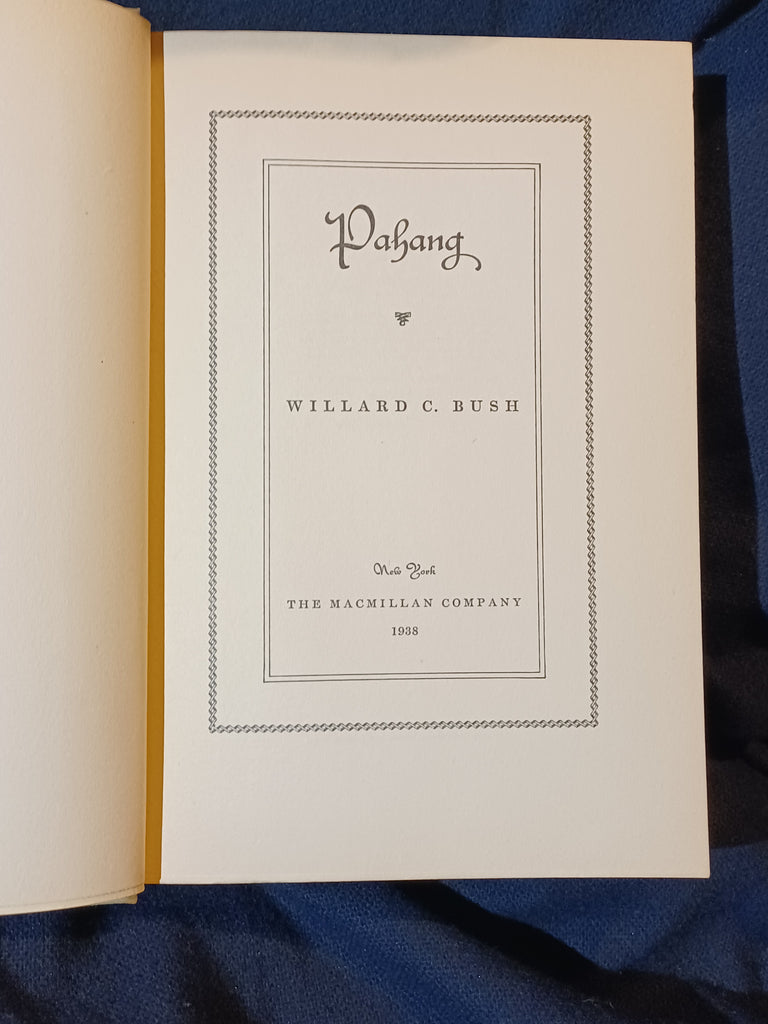 Pahang
WILLARD C. BUSH
New York
THE MACMILLAN COMPANY
1938